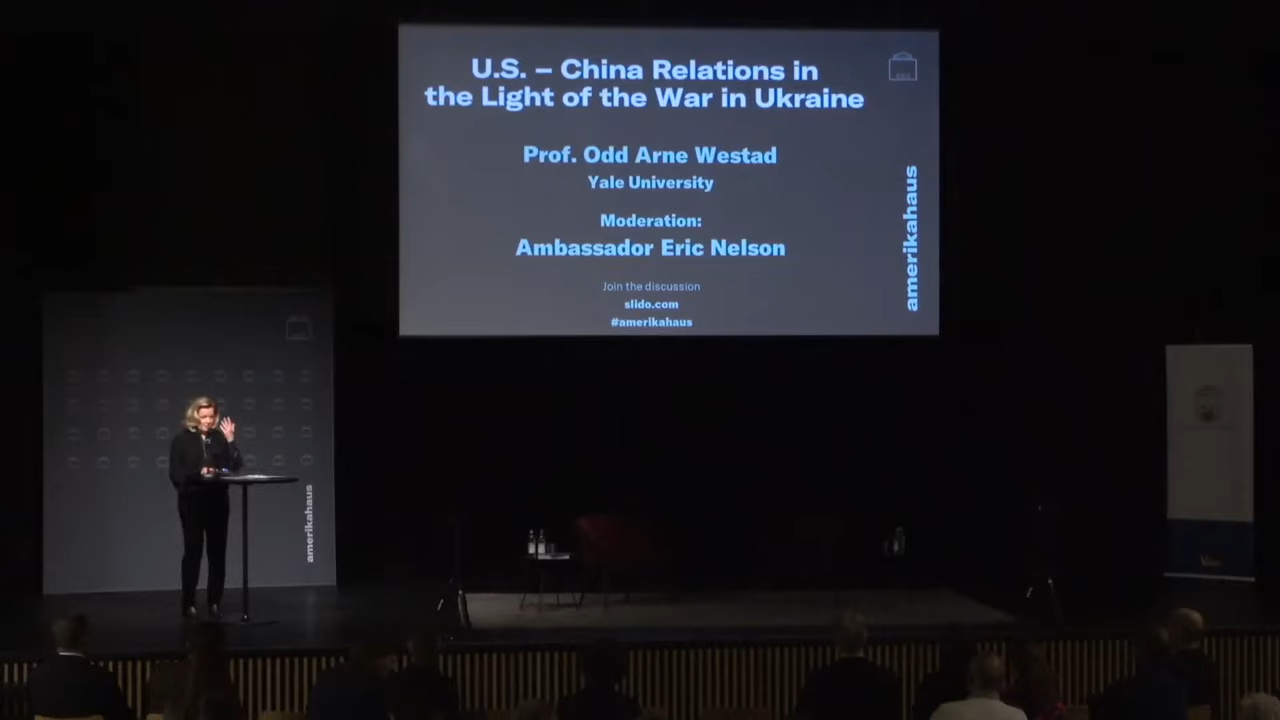 U.S. – China Relations in
the Light of the War in Ukraine
Prof. Odd Arne Westad
Yale University
Moderation:
Ambassador Eric Nelson
Join the discussion
slido.com
#amerikahaus
amerikahaus
amerikahaus